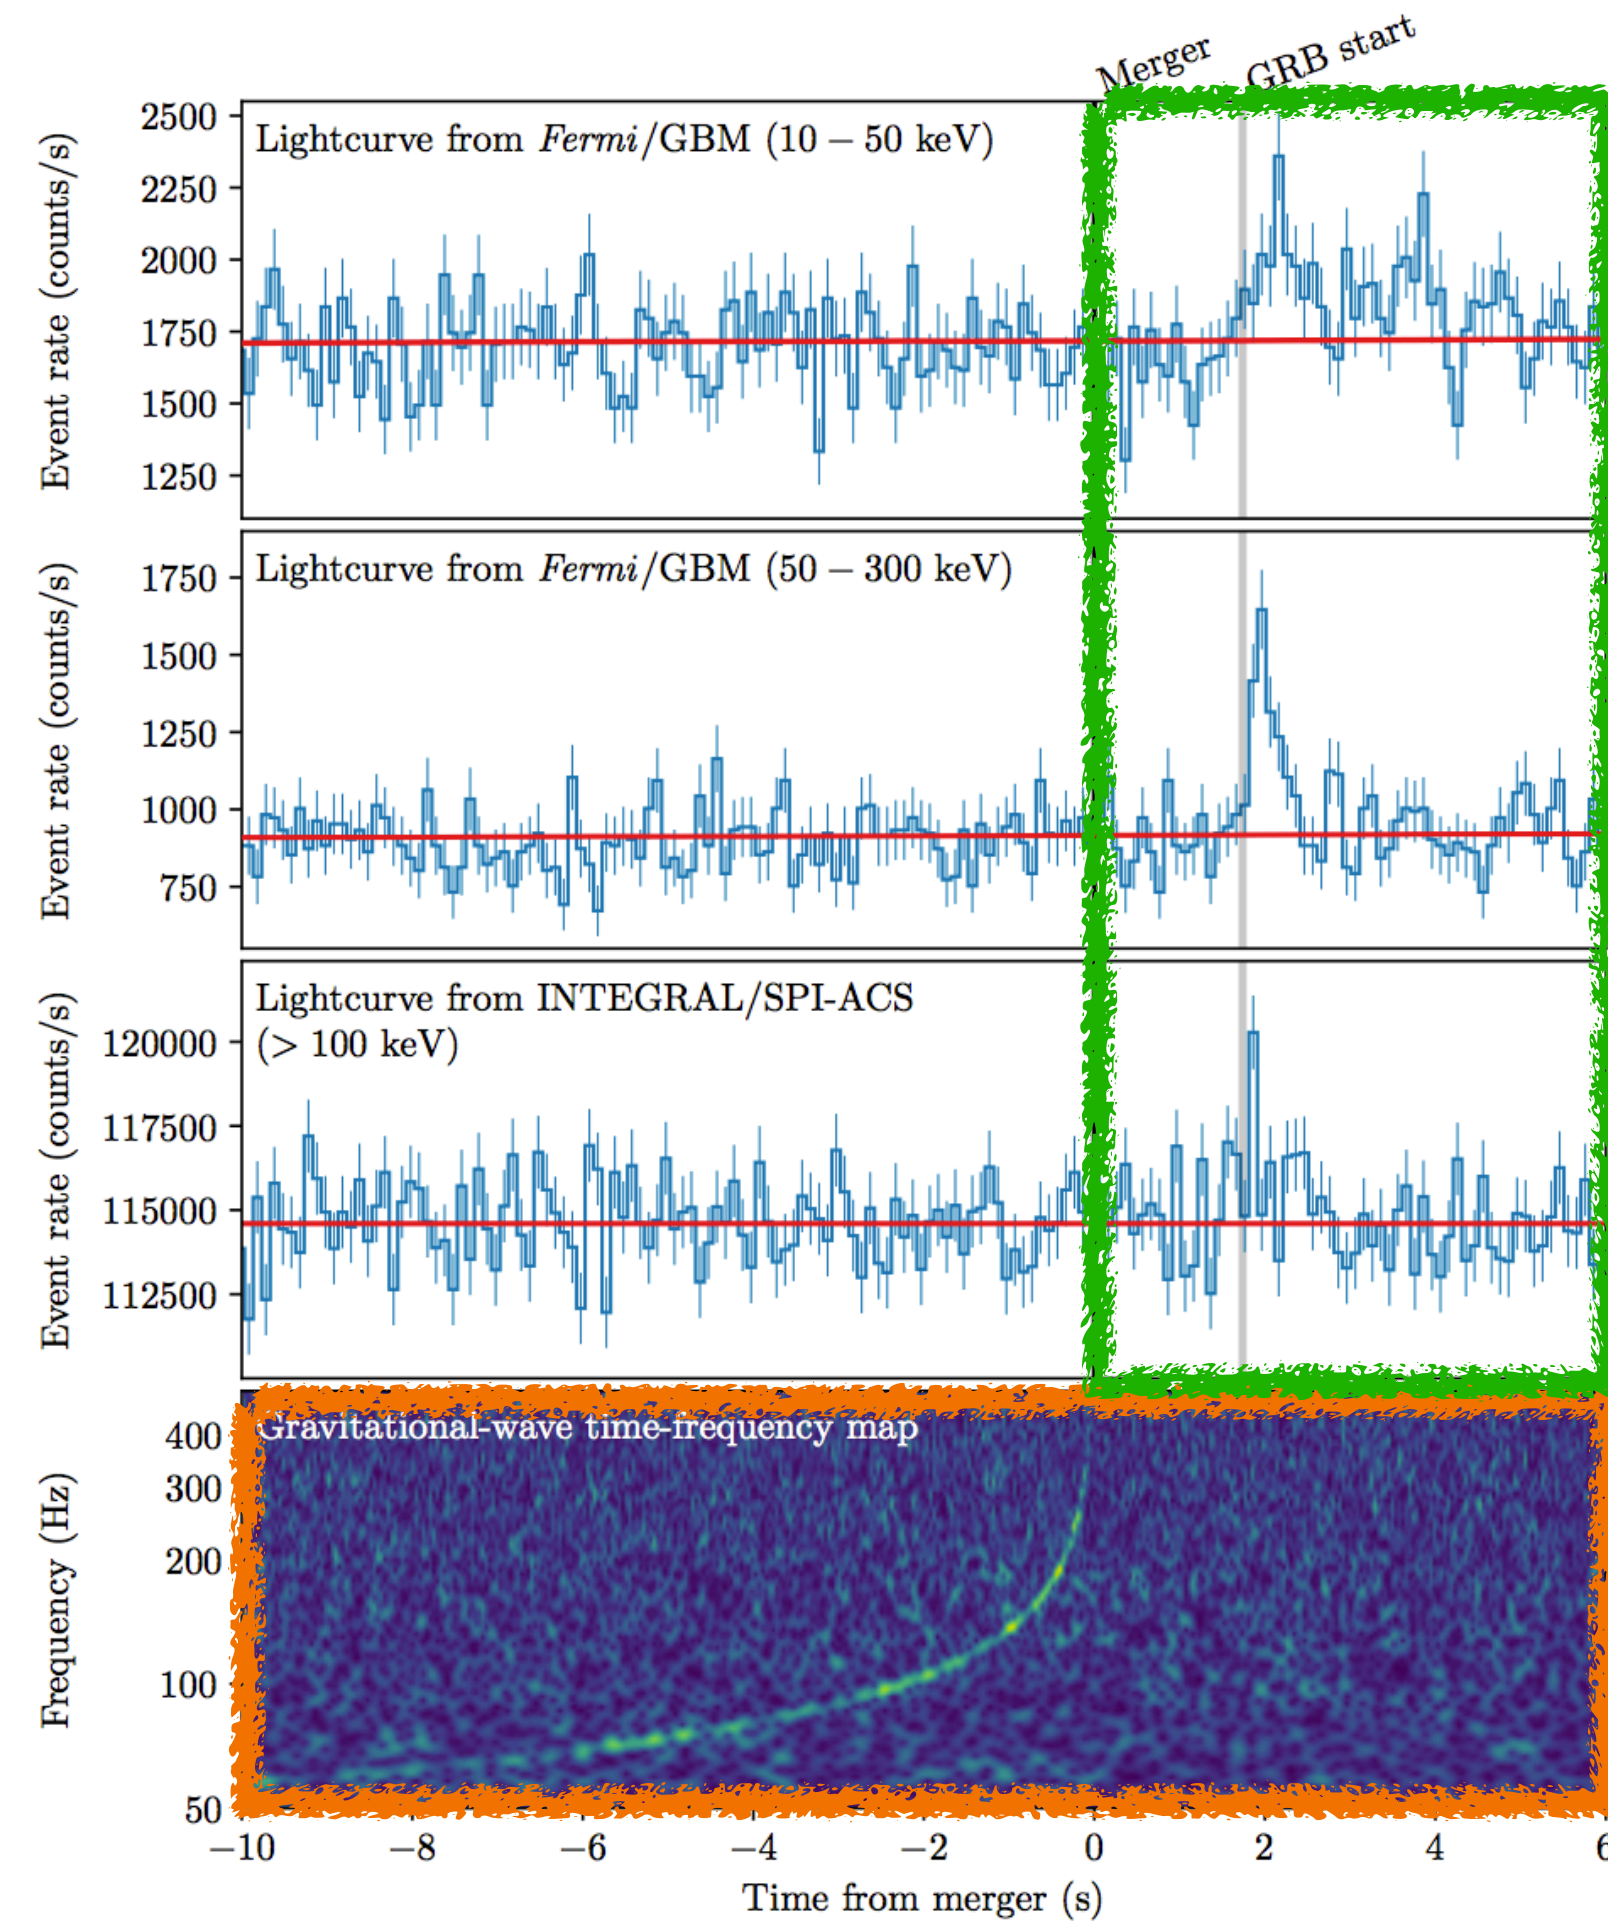 Merger
GRB start
Lightcurve from Fermi/GBM (10 – 50 keV)
Event rate (counts/s)
2500
2250
2000
1750
1500
1250
Lightcurve from Fermi/GBM (50 – 300 keV)
Event rate (counts/s)
1750
1500
1250
1000
750
Lightcurve from INTEGRAL/SPI-ACS
(> 100 keV)
Event rate (counts/s)
120000
117500
115000
112500
Gravitational-wave time-frequency map
Frequency (Hz)
400
300
200
100
50
−10 −8 −6 −4 −2 0 2 4 6
Time from merger (s)